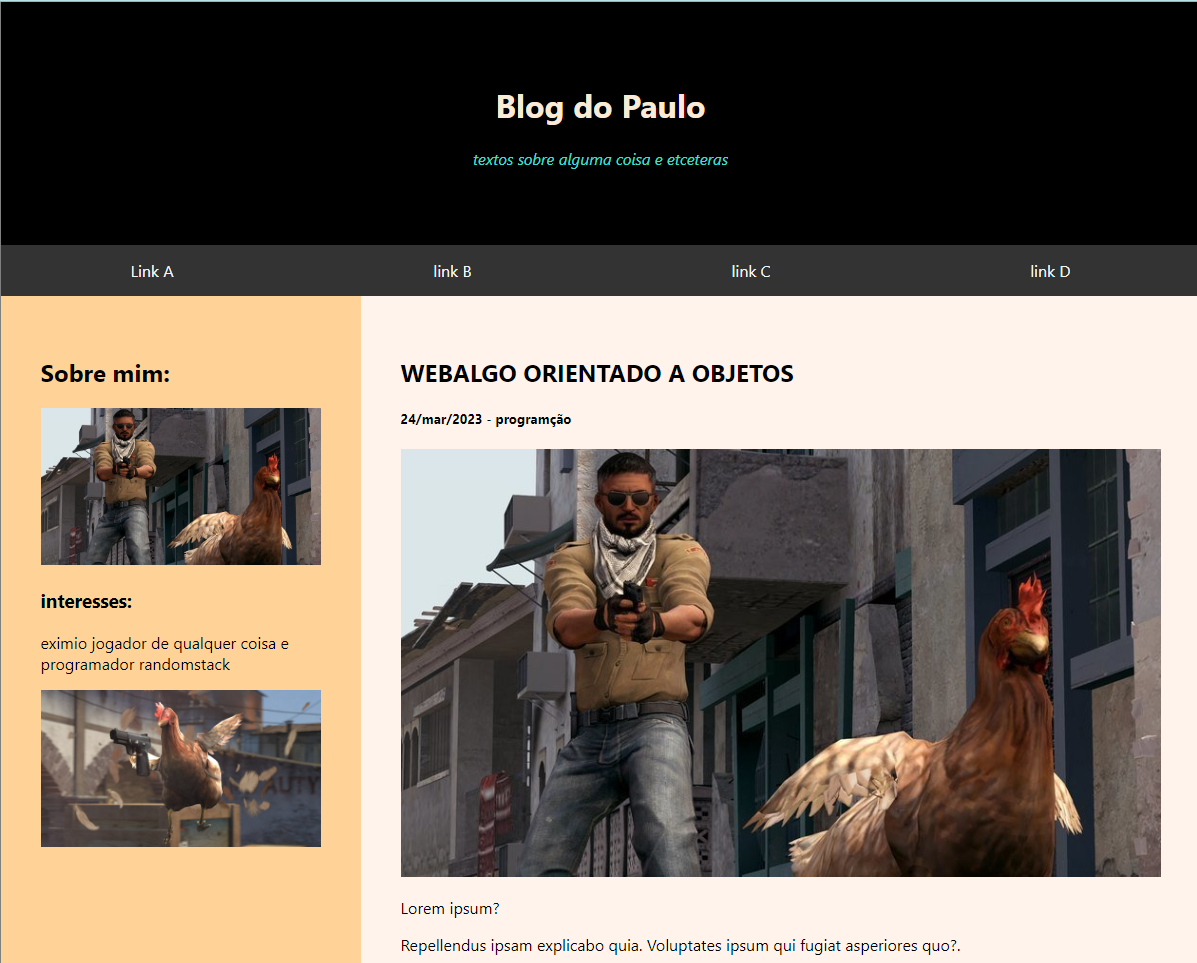 Blog do Paulo
textos sobre alguma coisa e etceteras
Link A
link B
link C
link D
Sobre mim:
interesses:
eximio jogador de qualquer coisa e
programador randomstack
WEBALGO ORIENTADO A OBJETOS
24/mar/2023 - programção
Lorem ipsum?
Repellendus ipsam explicabo quia. Voluptates ipsum qui fugiat asperiores quo?.